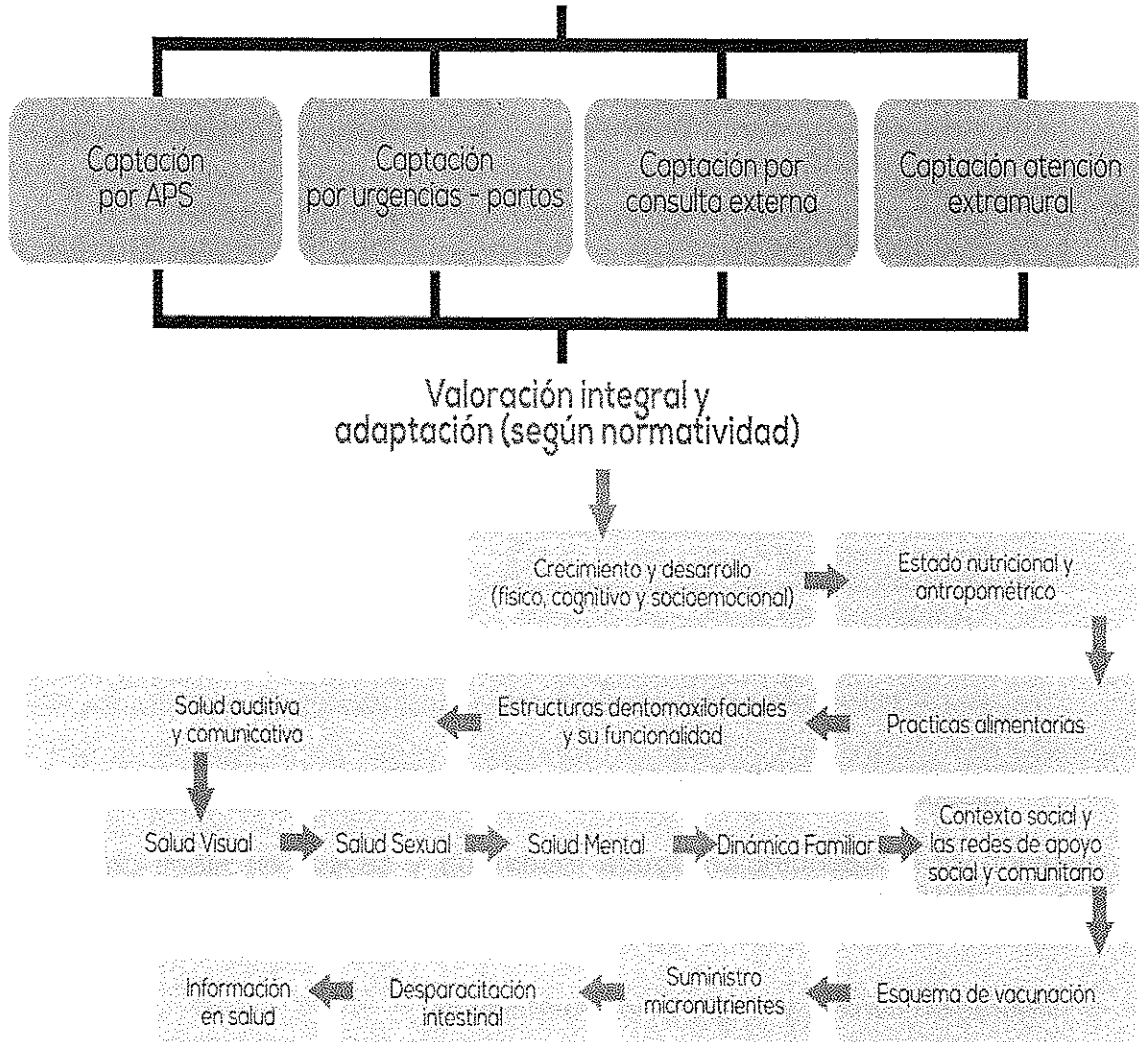 Captación
por APS
Captación
por urgencias - partos
Captación por
consulta externa
Captación atención
extramural
Valoración integral y
adaptación (según normatividad)
Crecimiento y desarrollo
(físico, cognitivo y socioemocional)
Estado nutricional y
antropométrico
Salud auditiva
y comunicativa
Estructuras dentomaxilofaciales
y su funcionalidad
Practicas alimentarias
Salud Visual
Salud Sexual
Salud Mental
Dinámica Familiar
Contexto social y
las redes de apoyo
social y comunitario
Información
en salud
Desparacitación
intestinal
Suministro
micronutrientes
Esquema de vacunación